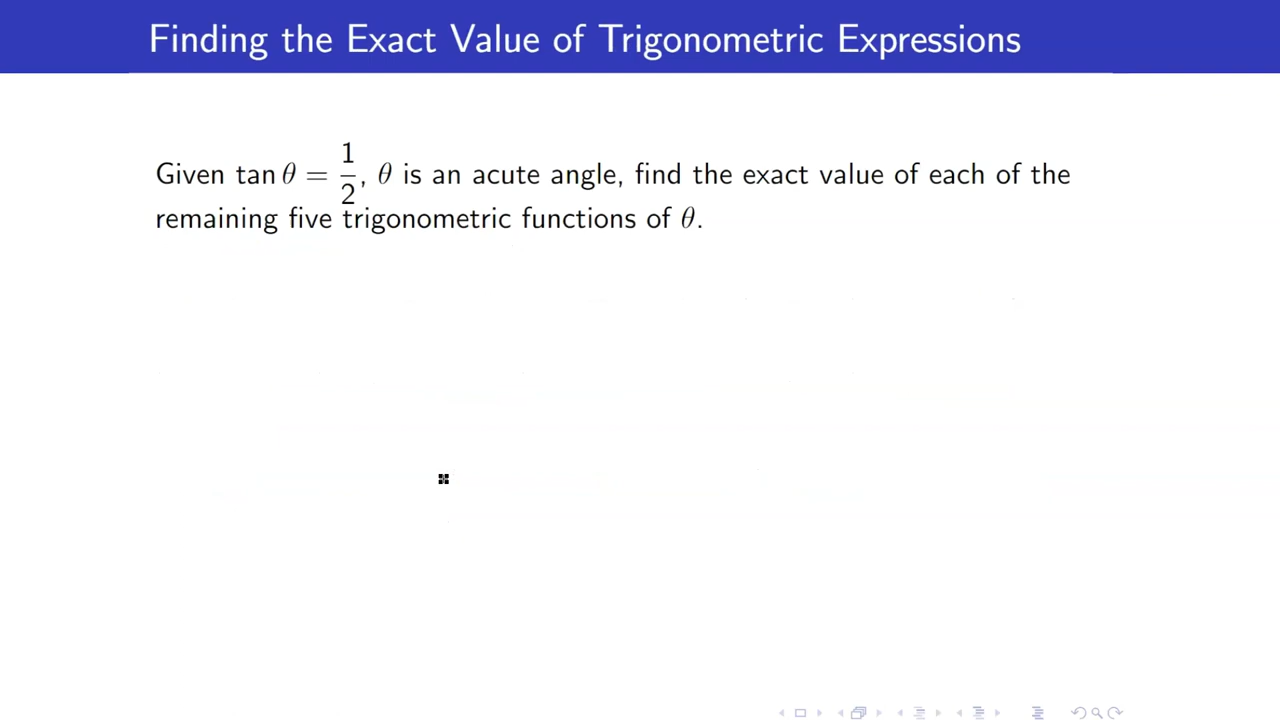 Finding the Exact Value of Trigonometric Expressions
Given tan θ = 1/2, θ is an acute angle, find the exact value of each of the
remaining five trigonometric functions of θ.